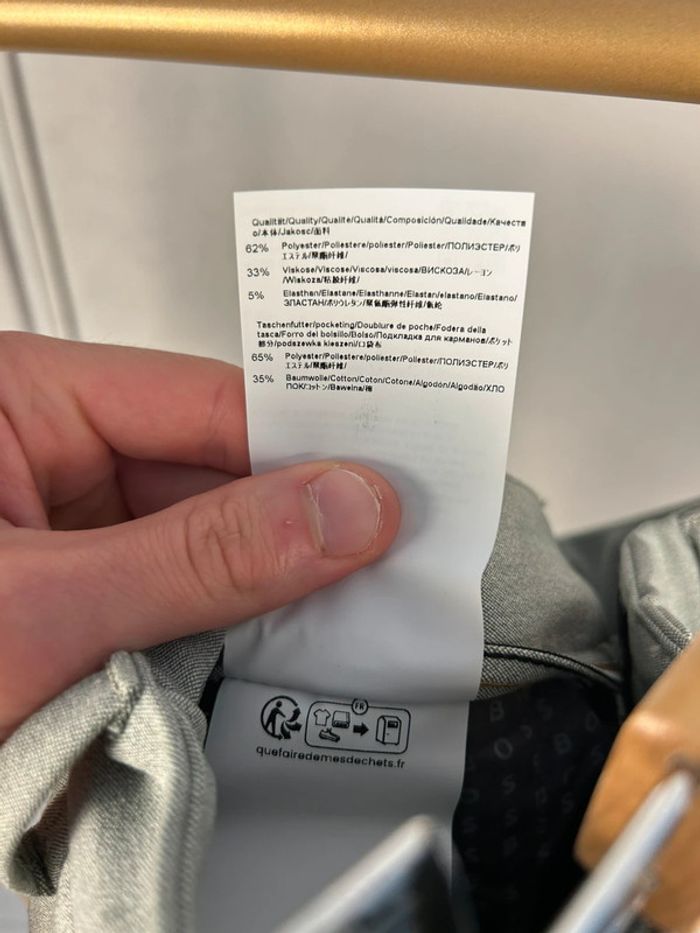 Qualität/Quality/Qualite/Qualità/Composición/Qualidade/Качеств
о/本体/Jakosc/面料
62% Polyester/Poliestere/poliester/Poliester/ПОЛИЭСТЕР/ポリ
エステル/聚酯纤维/
33% Viskose/Viscose/Viscosa/viscosa/ВИСКОЗА/レーヨン
/Wiskoza/粘胶纤维/
5% Elasthan/Elastane/Elasthanne/Elastan/elastano/Elastano/
ЭЛАСТАН/ポリウレタン/聚氨酯弹性纤维/氨纶
Taschenfutter/pocketing/Doublure de poche/Fodera della
tasca/Forro del bolsillo/Bolso/Подкладка для карманов/ポケット
部分/podszewka kieszeni/口袋布
65% Polyester/Poliestere/poliester/Poliester/ПОЛИЭСТЕР/ポリ
エステル/聚酯纤维/
35% Baumwolle/Cotton/Coton/Cotone/Algodón/Algodão/ХЛО
ПОК/コットン/Bawelna/棉
FR
quefairedemesdechets.fr